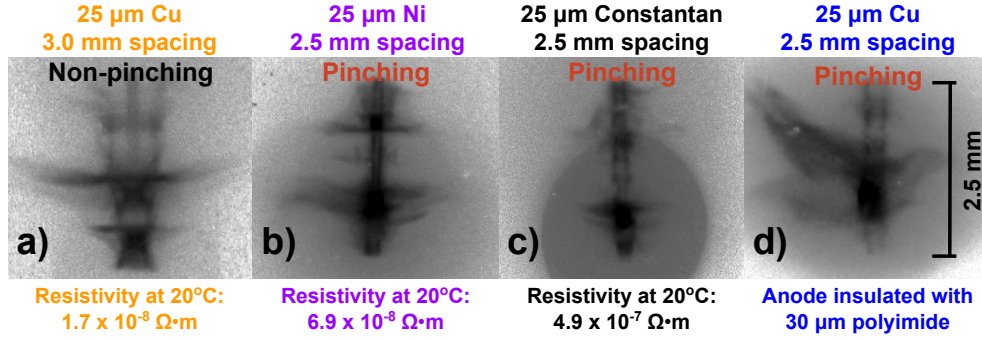 25 µm Cu
3.0 mm spacing
25 µm Ni
2.5 mm spacing
25 µm Constantan
2.5 mm spacing
25 µm Cu
2.5 mm spacing
Non-pinching
Pinching
Pinching
Pinching
2.5 mm
a)
b)
c)
d)
Resistivity at 20°C:
1.7 x 10⁻⁸ Ω•m
Resistivity at 20°C:
6.9 x 10⁻⁸ Ω•m
Resistivity at 20°C:
4.9 x 10⁻⁷ Ω•m
Anode insulated with
30 µm polyimide